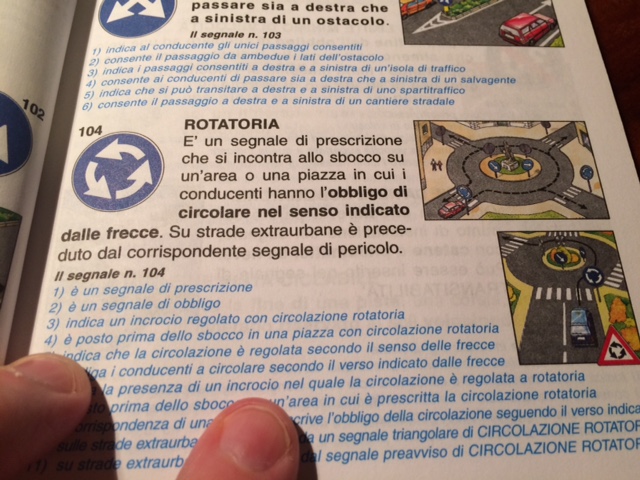 passare sia a destra che
a sinistra di un ostacolo.
Il segnale n. 103
1) indica al conducente gli unici passaggi consentiti
2) consente il passaggio da ambedue i lati dell'ostacolo
3) indica i passaggi consentiti a destra e a sinistra di un'isola di traffico
4) consente ai conducenti di passare sia a destra che a sinistra di un salvagente
5) indica che si può transitare a destra e a sinistra di uno spartitraffico
6) consente il passaggio a destra e a sinistra di un cantiere stradale
102
104
ROTATORIA
E' un segnale di prescrizione
che si incontra allo sbocco su
un'area o una piazza in cui i
conducenti hanno l'obbligo di
circolare nel senso indicato
dalle frecce. Su strade extraurbane è prece-
duto dal corrispondente segnale di pericolo.
Il segnale n. 104
1) è un segnale di prescrizione
2) è un segnale di obbligo
3) indica un incrocio regolato con circolazione rotatoria
4) è posto prima dello sbocco in una piazza con circolazione rotatoria
indica che la circolazione è regolata secondo il senso delle frecce
i conducenti a circolare secondo il verso indicato dalle frecce
la presenza di un incrocio nel quale la circolazione è regolata a rotatoria
prima dello un'area in cui è prescritta la circolazione rotatoria
di l'obbligo della circolazione seguendo il verso
sulle strade da un segnale triangolare di CIRCOLAZIONE
su strade dal segnale preavviso di CIRCOLAZIONE